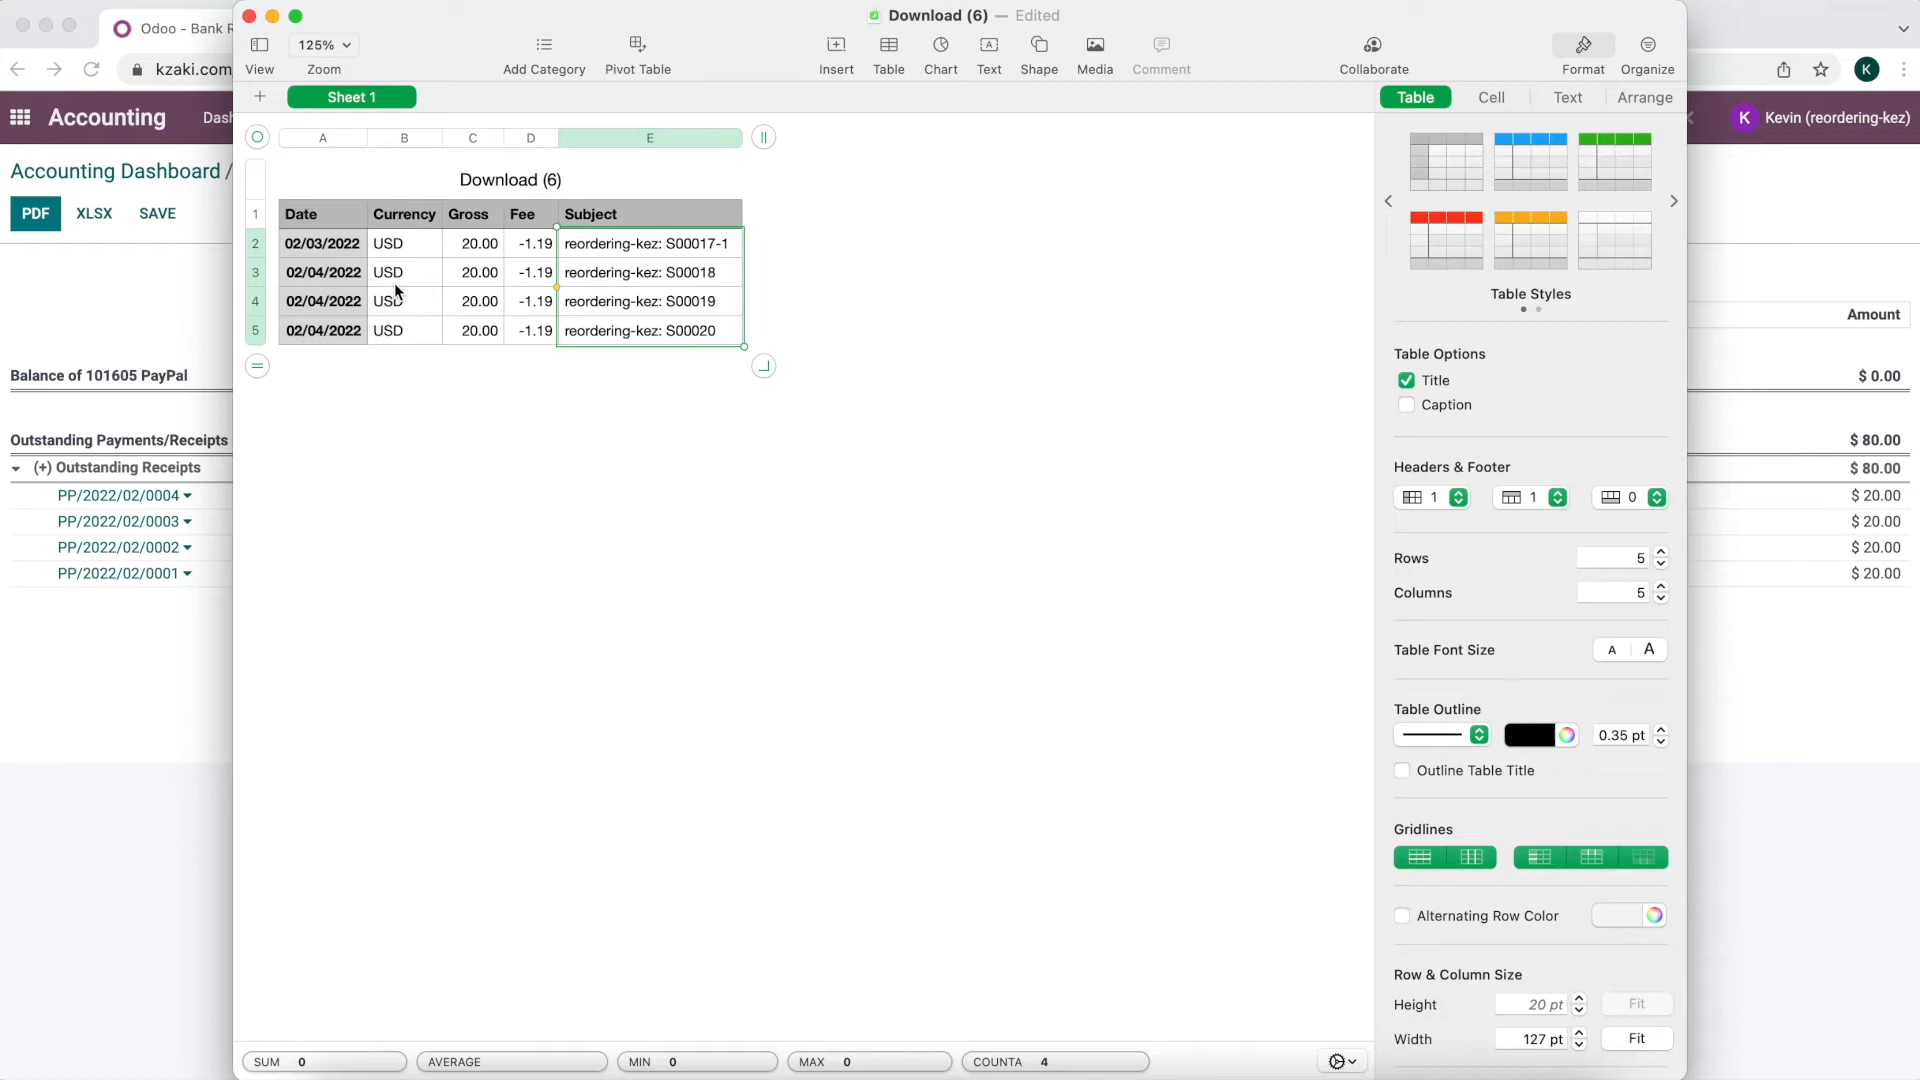 Odoo - Bank R
Download (6) — Edited
kzaki.com
125%
View
Zoom
Add Category
Pivot Table
Insert
Table
Chart
Text
Shape
Media
Comment
Collaborate
Format
Organize
K
Accounting
Dash
Sheet 1
Table
Cell
Text
Arrange
K
Kevin (reordering-kez)
Accounting Dashboard /
PDF
XLSX
SAVE
A B C D E
Download (6)
1 Date Currency Gross Fee Subject
2 02/03/2022 USD 20.00 -1.19 reordering-kez: S00017-1
3 02/04/2022 USD 20.00 -1.19 reordering-kez: S00018
4 02/04/2022 USD 20.00 -1.19 reordering-kez: S00019
5 02/04/2022 USD 20.00 -1.19 reordering-kez: S00020
Amount
Balance of 101605 PayPal
$ 0.00
Outstanding Payments/Receipts
$ 80.00
(+) Outstanding Receipts
$ 80.00
PP/2022/02/0004
$ 20.00
PP/2022/02/0003
$ 20.00
PP/2022/02/0002
$ 20.00
PP/2022/02/0001
$ 20.00
Table Styles
Table Options
Title
Caption
Headers & Footer
1
1
0
Rows
5
Columns
5
Table Font Size
A A
Table Outline
0.35 pt
Outline Table Title
Gridlines
Alternating Row Color
Row & Column Size
Height
20 pt
Fit
Width
127 pt
Fit
SUM 0
AVERAGE
MIN 0
MAX 0
COUNTA 4